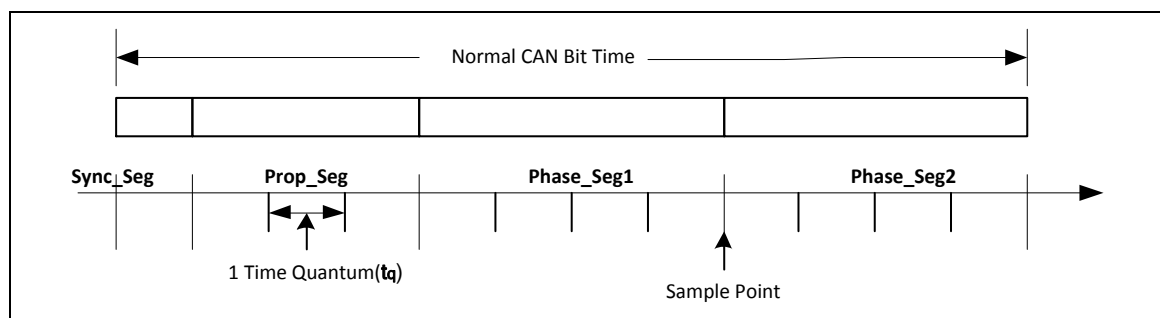 Normal CAN Bit Time
Sync_Seg Prop_Seg Phase_Seg1 Phase_Seg2
1 Time Quantum(tq)
Sample Point